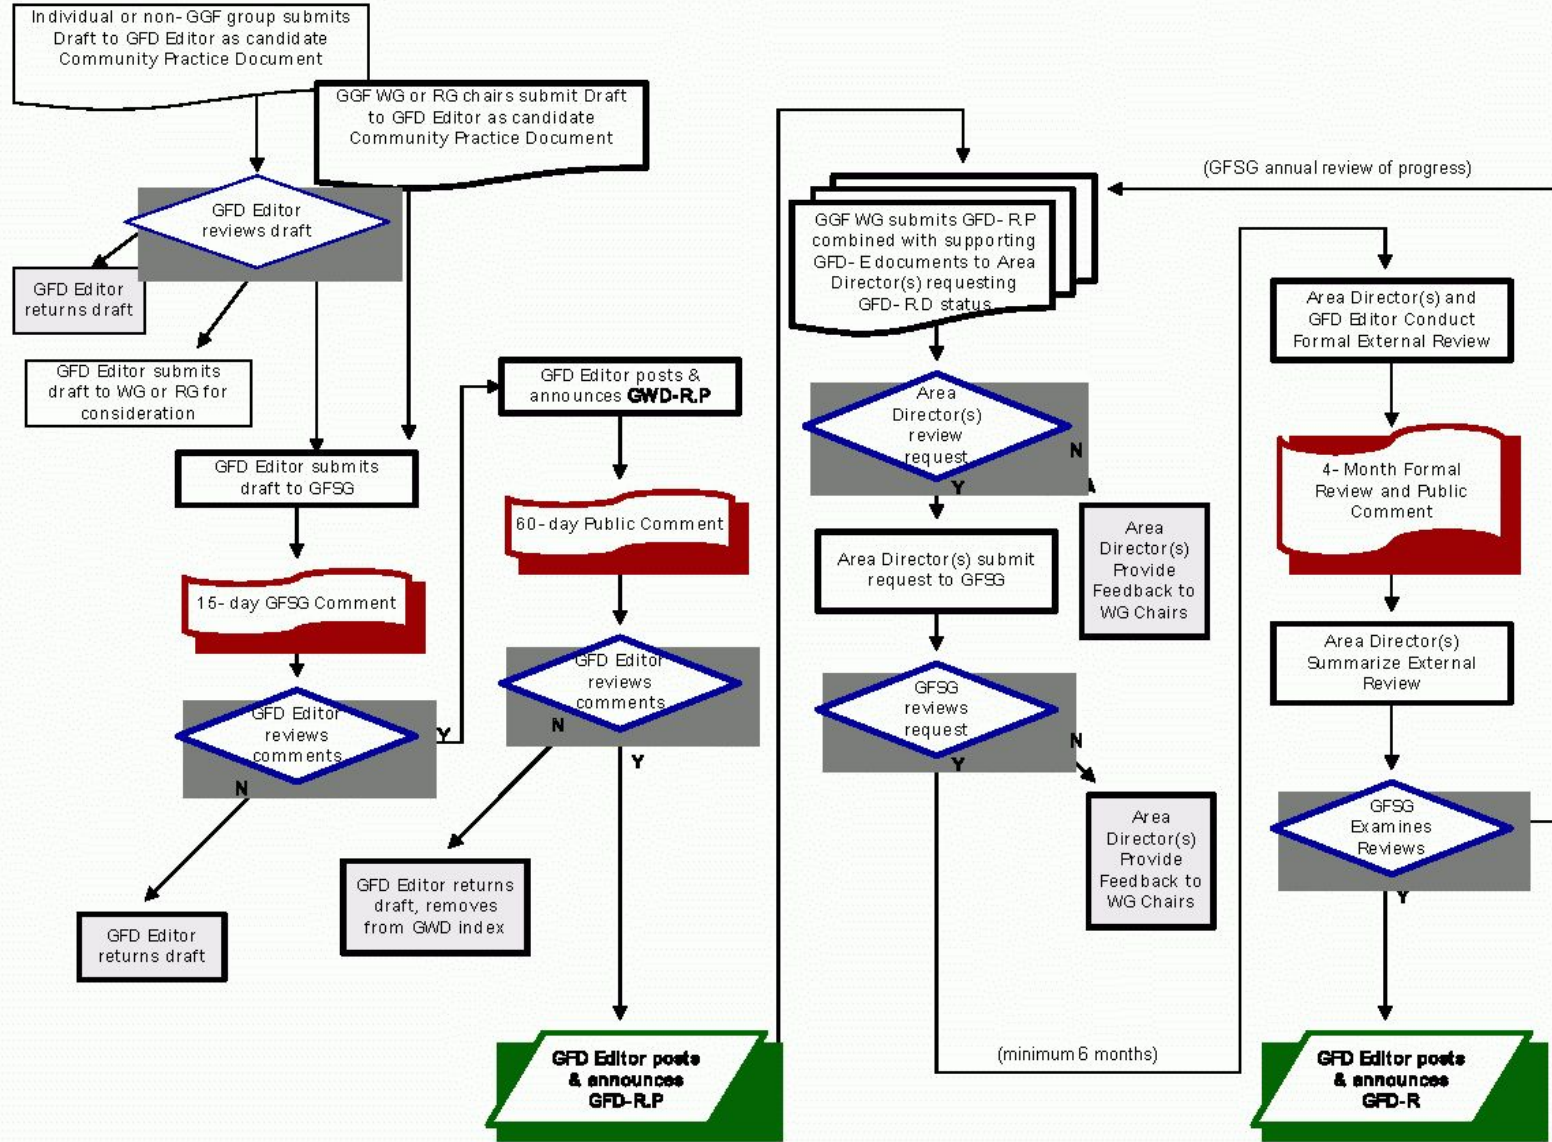 Individual or non-GGF group submits
Draft to GFD Editor as candidate
Community Practice Document
GGF WG or RG chairs submit Draft
to GFD Editor as candidate
Community Practice Document
GFD Editor
reviews draft
GFD Editor
returns draft
GFD Editor submits
draft to WG or RG for
consideration
GFD Editor submits
draft to GFSG
15-day GFSG Comment
GFD Editor
reviews
comments
Y
N
GFD Editor
returns draft
GFD Editor posts &
announces GWD-R.P
60-day Public Comment
GFD Editor
reviews
comments
N
Y
GFD Editor returns
draft, removes
from GWD index
GFD Editor posts
& announces
GFD-R.P
GGF WG submits GFD-R.P
combined with supporting
GFD-E documents to Area
Director(s) requesting
GFD-R.D status
Area
Director(s)
review
request
N
Y
Area
Director(s)
Provide
Feedback to
WG Chairs
Area Director(s) submit
request to GFSG
GFSG
reviews
request
N
Y
Area
Director(s)
Provide
Feedback to
WG Chairs
(minimum 6 months)
(GFSG annual review of progress)
Area Director(s) and
GFD Editor Conduct
Formal External Review
4-Month Formal
Review and Public
Comment
Area Director(s)
Summarize External
Review
GFSG
Examines
Reviews
Y
GFD Editor posts
& announces
GFD-R